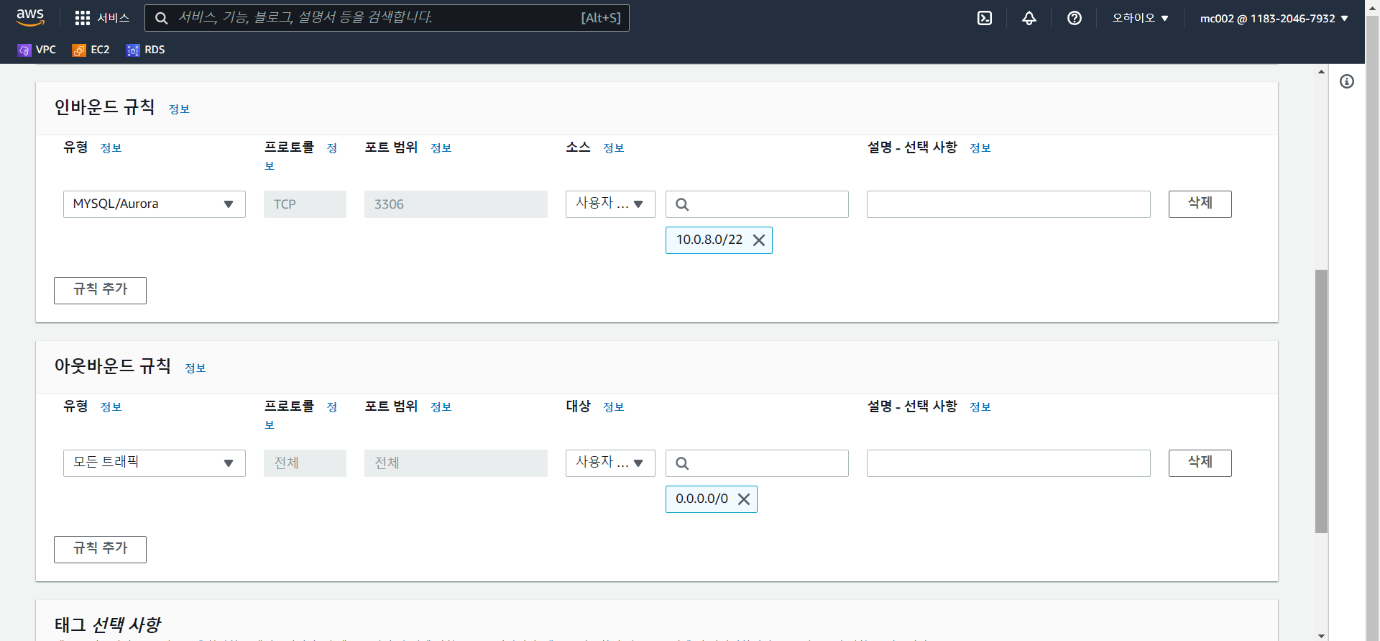 aws 서비스 서비스, 기능, 블로그, 설명서 등을 검색합니다. [Alt+S] 오하이오 ▼ mc002 @ 1183-2046-7932 ▼
VPC EC2 RDS
인바운드 규칙 정보
유형 정보 프로토콜 정보 포트 범위 정보 소스 정보 설명 - 선택 사항 정보
MYSQL/Aurora TCP 3306 사용자 ... 삭제
10.0.8.0/22
규칙 추가
아웃바운드 규칙 정보
유형 정보 프로토콜 정보 포트 범위 정보 대상 정보 설명 - 선택 사항 정보
모든 트래픽 전체 전체 사용자 ... 삭제
0.0.0.0/0
규칙 추가
태그 선택 사항